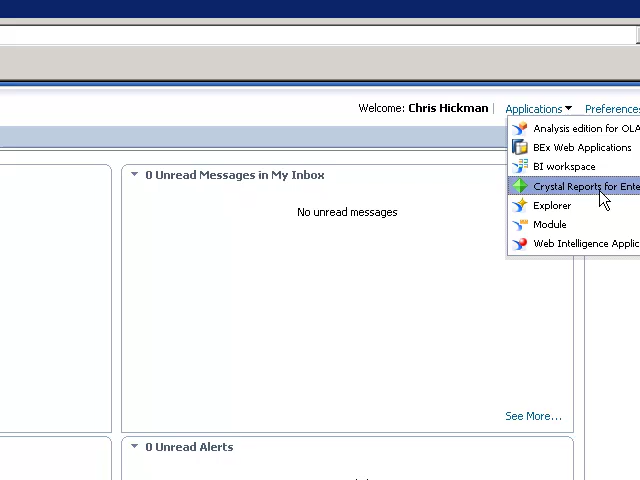 Welcome: Chris Hickman | Applications Preferences
Analysis edition for OLA
BEx Web Applications
BI workspace
Crystal Reports for Ente
Explorer
Module
Web Intelligence Applic
0 Unread Messages in My Inbox
No unread messages
See More...
0 Unread Alerts